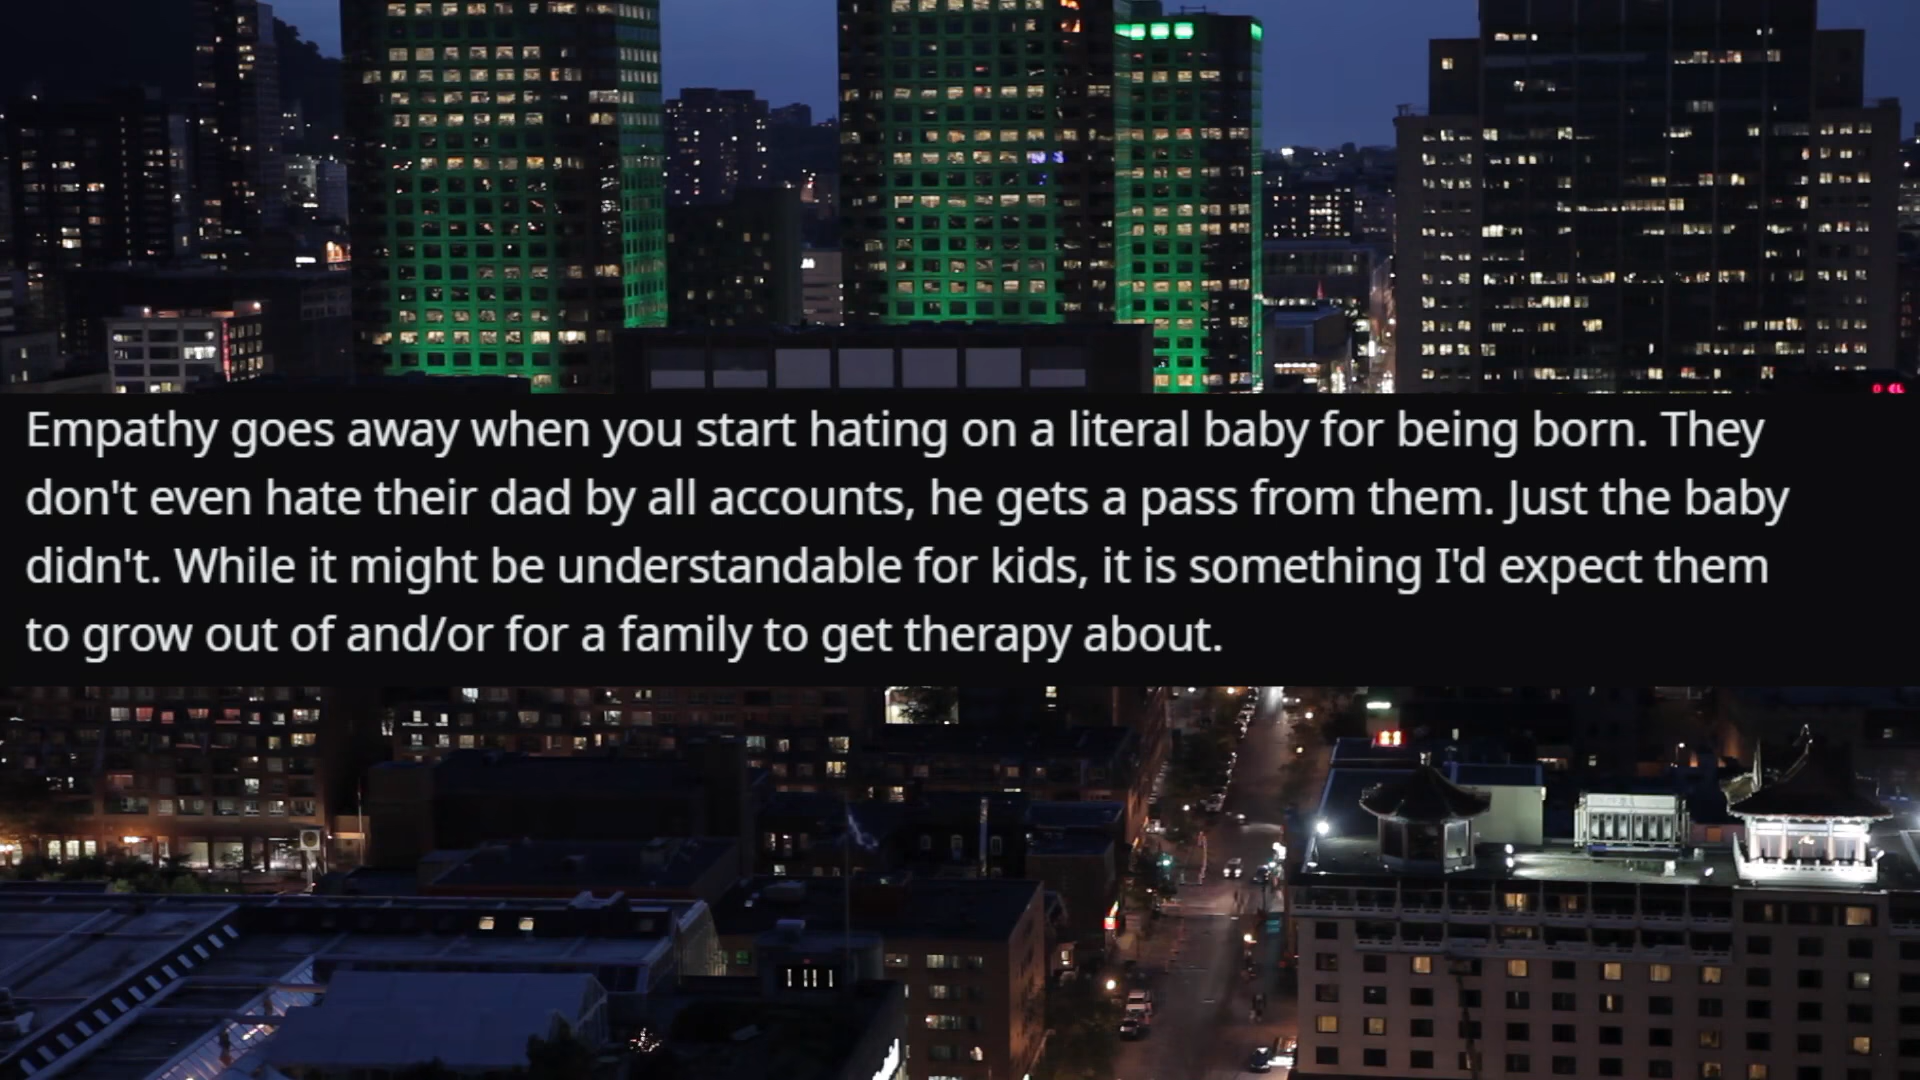 Empathy goes away when you start hating on a literal baby for being born. They
don't even hate their dad by all accounts, he gets a pass from them. Just the baby
didn't. While it might be understandable for kids, it is something I'd expect them
to grow out of and/or for a family to get therapy about.